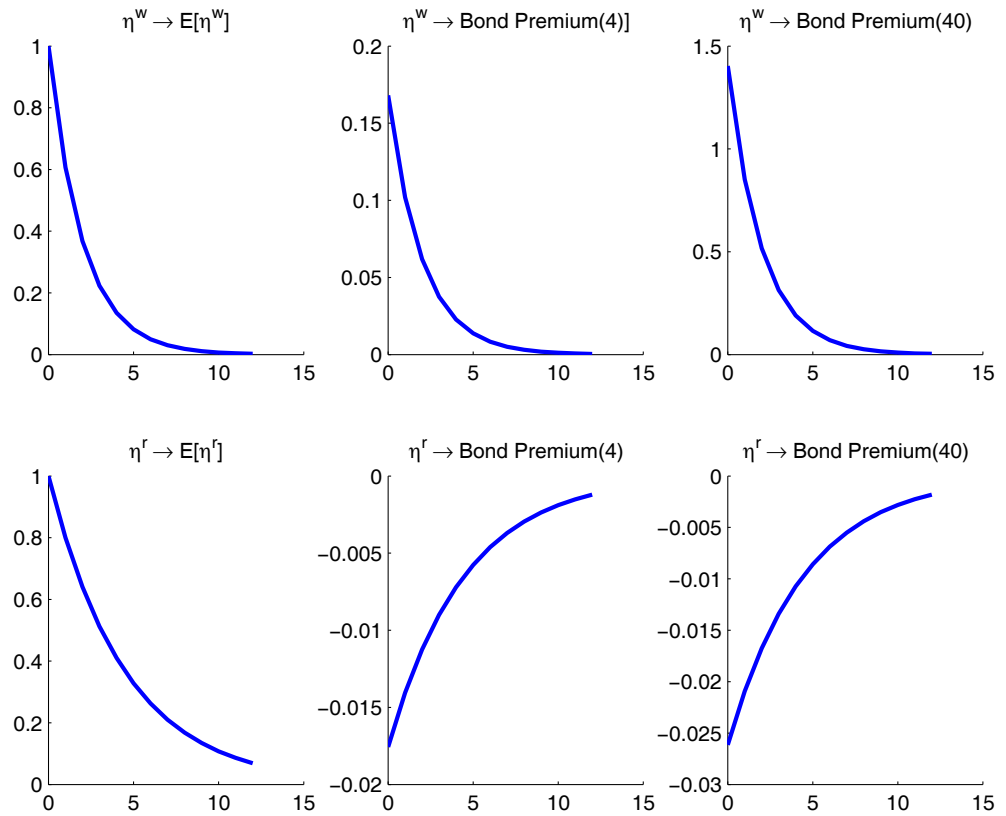 η^w → E[η^w]
1
0.8
0.6
0.4
0.2
0
0 5 10 15
η^w → Bond Premium(4)]
0.2
0.15
0.1
0.05
0
0 5 10 15
η^w → Bond Premium(40)
1.5
1
0.5
0
0 5 10 15
η^r → E[η^r]
1
0.8
0.6
0.4
0.2
0
0 5 10 15
η^r → Bond Premium(4)
0
−0.005
−0.01
−0.015
−0.02
0 5 10 15
η^r → Bond Premium(40)
0
−0.005
−0.01
−0.015
−0.02
−0.025
−0.03
0 5 10 15